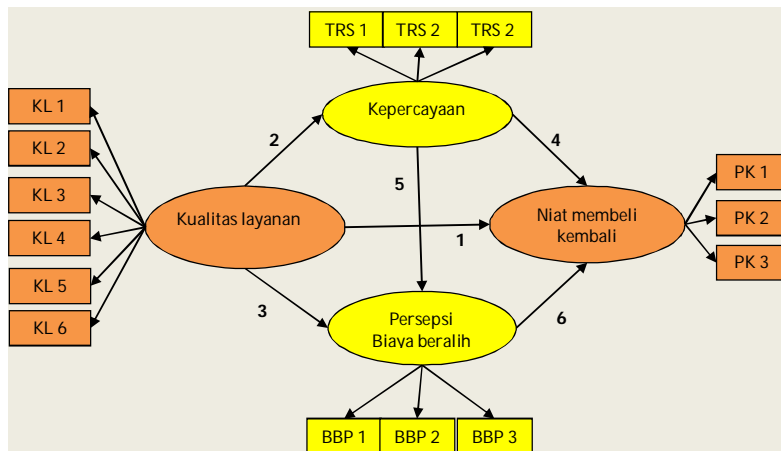 TRS 1 TRS 2 TRS 2
Kepercayaan
KL 1
KL 2
KL 3
KL 4
KL 5
KL 6
2
4
5
Kualitas layanan
1
Niat membeli
kembali
PK 1
PK 2
PK 3
3
6
Persepsi
Biaya beralih
BBP 1 BBP 2 BBP 3